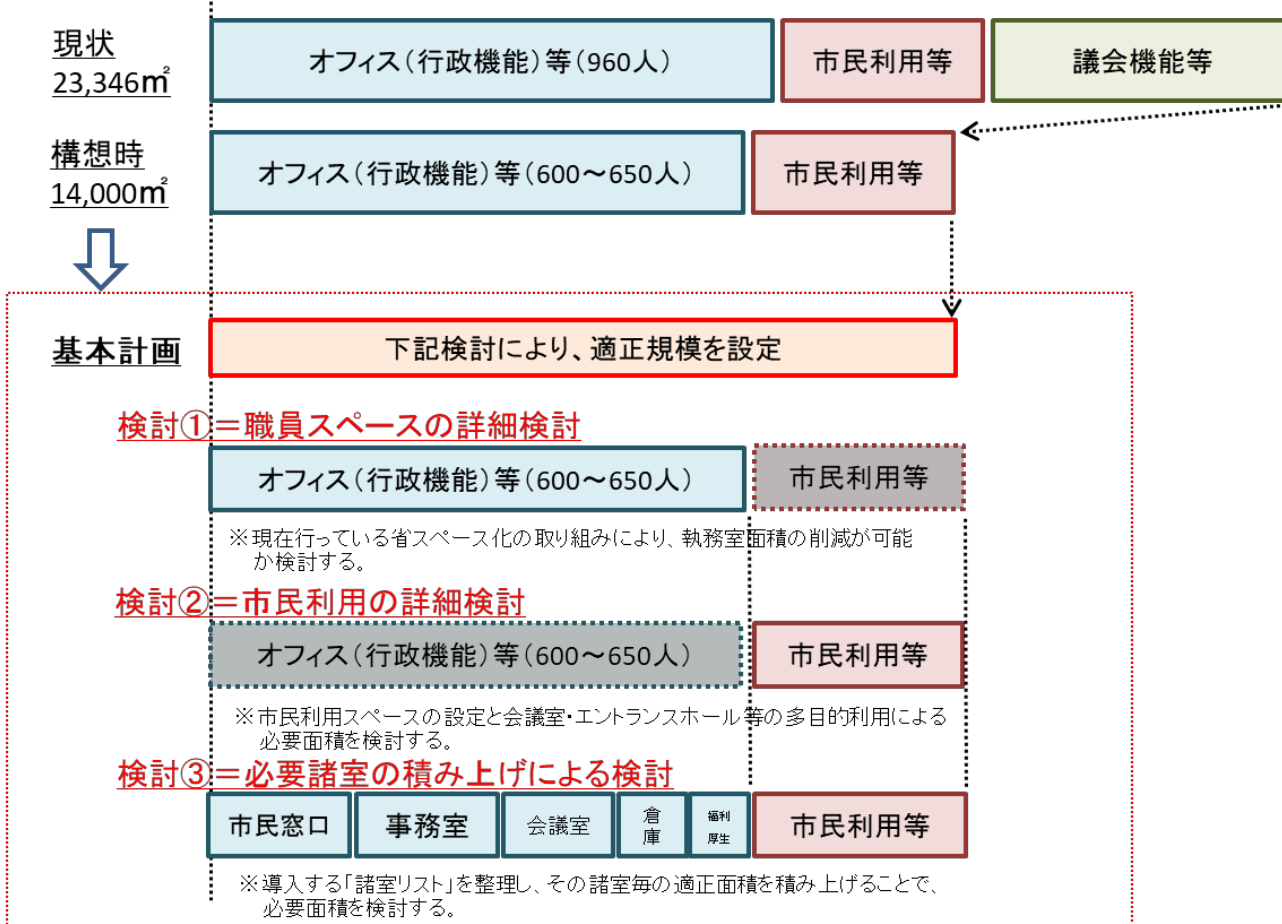 現状
23,346㎡
オフィス(行政機能)等(960人)
市民利用等
議会機能等
構想時
14,000㎡
オフィス(行政機能)等(600～650人)
市民利用等
基本計画
下記検討により、適正規模を設定
検討①＝職員スペースの詳細検討
オフィス(行政機能)等(600～650人)
市民利用等
※現在行っている省スペース化の取り組みにより、執務室面積の削減が可能
か検討する。
検討②＝市民利用の詳細検討
オフィス(行政機能)等(600～650人)
市民利用等
※市民利用スペースの設定と会議室・エントランスホール等の多目的利用による
必要面積を検討する。
検討③＝必要諸室の積み上げによる検討
市民窓口
事務室
会議室
倉
庫
福利
厚生
市民利用等
※導入する「諸室リスト」を整理し、その諸室毎の適正面積を積み上げることで、
必要面積を検討する。